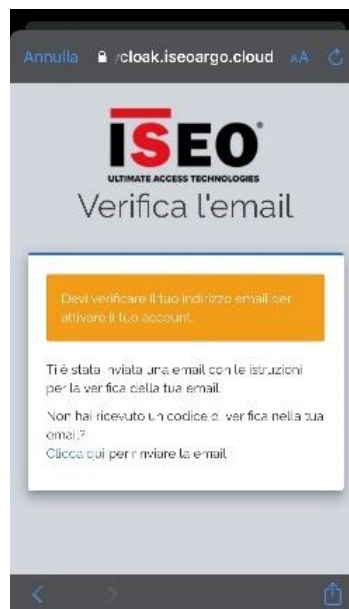 Annulla cloak.iseoargo.cloud AA
ISEO
ULTIMATE ACCESS TECHNOLOGIES
Verifica l'email
Devi verificare il tuo indirizzo email per
attivare il tuo account.
Ti è stata inviata una email con le istruzioni
per la verifica della tua email.
Non hai ricevuto un codice di verifica nella tua
email?
Clicca qui per rinviare la email.